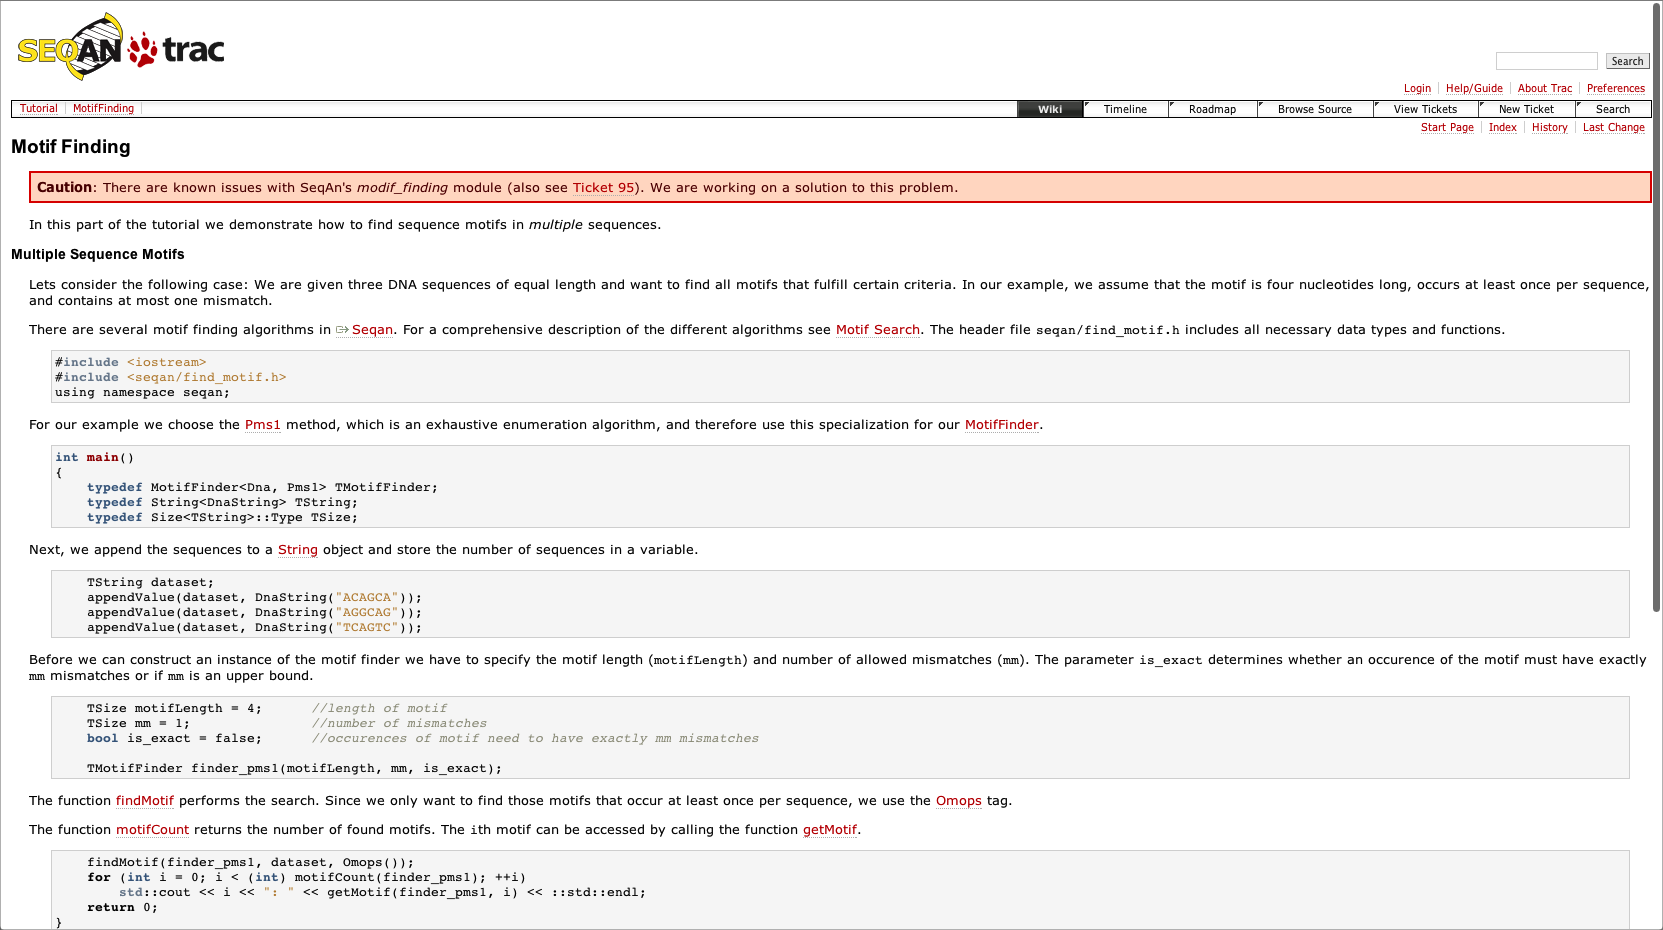 SEQAN trac
Search
Login Help/Guide About Trac Preferences
Tutorial MotifFinding Wiki Timeline Roadmap Browse Source View Tickets New Ticket Search
Start Page Index History Last Change
Motif Finding
Caution: There are known issues with SeqAn's modif_finding module (also see Ticket 95). We are working on a solution to this problem.
In this part of the tutorial we demonstrate how to find sequence motifs in multiple sequences.
Multiple Sequence Motifs
Lets consider the following case: We are given three DNA sequences of equal length and want to find all motifs that fulfill certain criteria. In our example, we assume that the motif is four nucleotides long, occurs at least once per sequence,
and contains at most one mismatch.
There are several motif finding algorithms in Seqan. For a comprehensive description of the different algorithms see Motif Search. The header file seqan/find_motif.h includes all necessary data types and functions.
#include <iostream>
#include <seqan/find_motif.h>
using namespace seqan;
For our example we choose the Pms1 method, which is an exhaustive enumeration algorithm, and therefore use this specialization for our MotifFinder.
int main()
{
    typedef MotifFinder<Dna, Pms1> TMotifFinder;
    typedef String<DnaString> TString;
    typedef Size<TString>::Type TSize;
Next, we append the sequences to a String object and store the number of sequences in a variable.
    TString dataset;
    appendValue(dataset, DnaString("ACAGCA"));
    appendValue(dataset, DnaString("AGGCAG"));
    appendValue(dataset, DnaString("TCAGTC"));
Before we can construct an instance of the motif finder we have to specify the motif length (motifLength) and number of allowed mismatches (mm). The parameter is_exact determines whether an occurence of the motif must have exactly
mm mismatches or if mm is an upper bound.
    TSize motifLength = 4;      //length of motif
    TSize mm = 1;               //number of mismatches
    bool is_exact = false;      //occurences of motif need to have exactly mm mismatches
    TMotifFinder finder_pms1(motifLength, mm, is_exact);
The function findMotif performs the search. Since we only want to find those motifs that occur at least once per sequence, we use the Omops tag.
The function motifCount returns the number of found motifs. The ith motif can be accessed by calling the function getMotif.
    findMotif(finder_pms1, dataset, Omops());
    for (int i = 0; i < (int) motifCount(finder_pms1); ++i)
        std::cout << i << ": " << getMotif(finder_pms1, i) << ::std::endl;
    return 0;
}